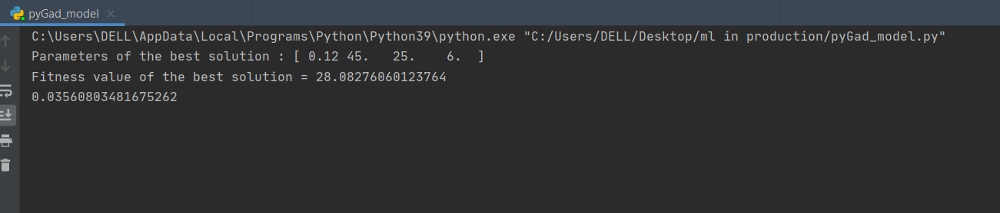 pyGad_model
C:\Users\DELL\AppData\Local\Programs\Python\Python39\python.exe "C:/Users/DELL/Desktop/ml in production/pyGad_model.py"
Parameters of the best solution : [ 0.12 45.   25.    6.  ]
Fitness value of the best solution = 28.08276060123764
0.03560803481675262